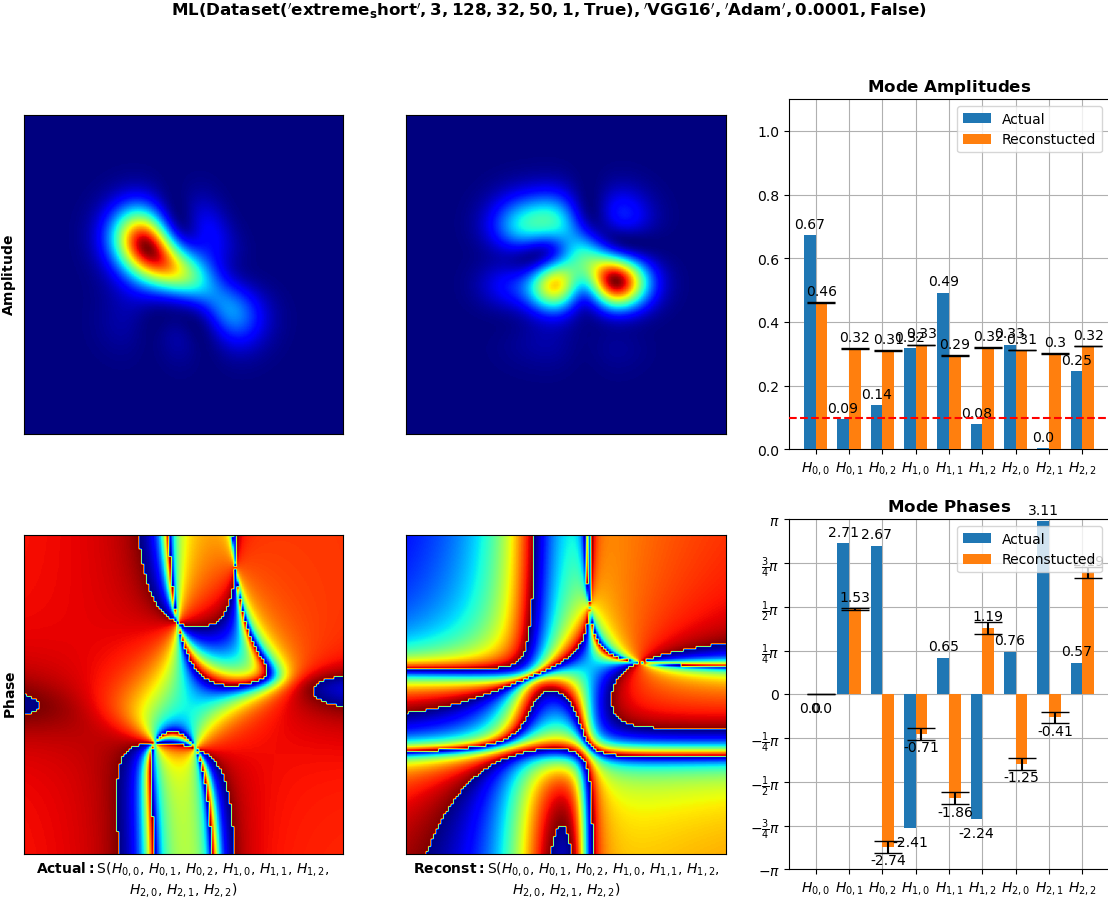 ML(Dataset('extreme_short', 3, 128, 32, 50, 1, True), 'VGG16', 'Adam', 0.0001, False)
Amplitude
Mode Amplitudes
Actual
Reconstucted
1.0
0.8
0.6
0.4
0.2
0.0
0.67
0.46
0.09
0.32
0.14
0.31
0.32
0.33
0.49
0.29
0.08
0.32
0.33
0.31
0.0
0.3
0.25
0.32
H0,0 H0,1 H0,2 H1,0 H1,1 H1,2 H2,0 H2,1 H2,2
Phase
Mode Phases
Actual
Reconstucted
π
3/4π
1/2π
1/4π
0
−1/4π
−1/2π
−3/4π
−π
0.0
0.0
2.71
1.53
2.67
-2.74
-2.41
-0.71
0.65
-1.86
-2.24
1.19
0.76
-1.25
3.11
-0.41
0.57
H0,0 H0,1 H0,2 H1,0 H1,1 H1,2 H2,0 H2,1 H2,2
Actual: S(H0,0, H0,1, H0,2, H1,0, H1,1, H1,2,
H2,0, H2,1, H2,2)
Reconst: S(H0,0, H0,1, H0,2, H1,0, H1,1, H1,2,
H2,0, H2,1, H2,2)